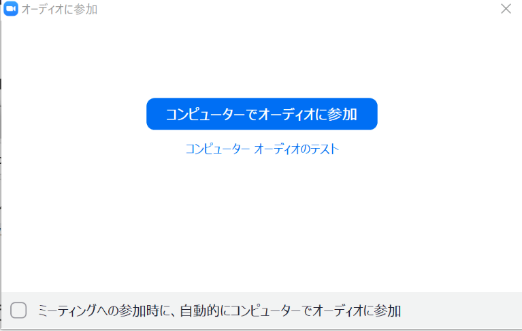 オーディオに参加
コンピューターでオーディオに参加
コンピューター オーディオのテスト
ミーティングへの参加時に、自動的にコンピューターでオーディオに参加